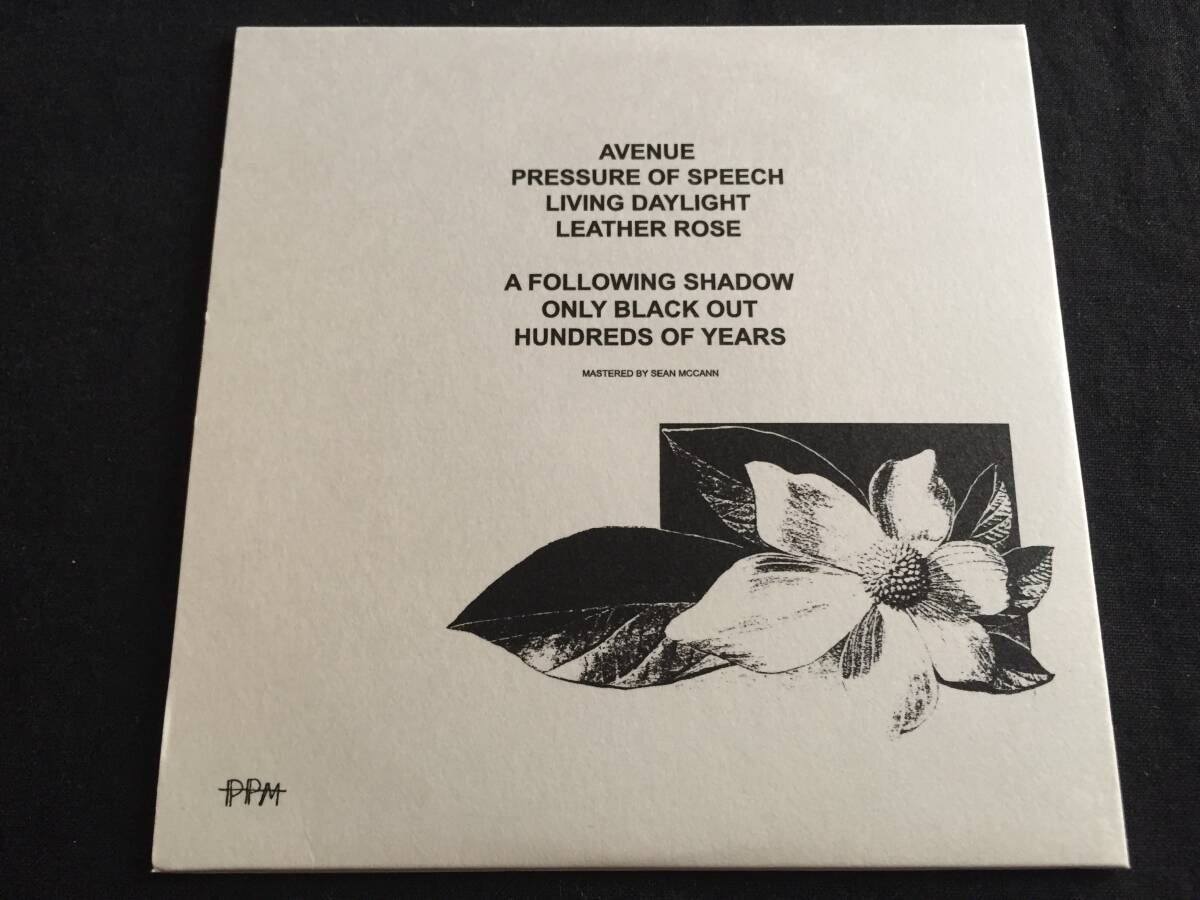 AVENUE
PRESSURE OF SPEECH
LIVING DAYLIGHT
LEATHER ROSE
A FOLLOWING SHADOW
ONLY BLACK OUT
HUNDREDS OF YEARS
MASTERED BY SEAN MCCANN
PPM